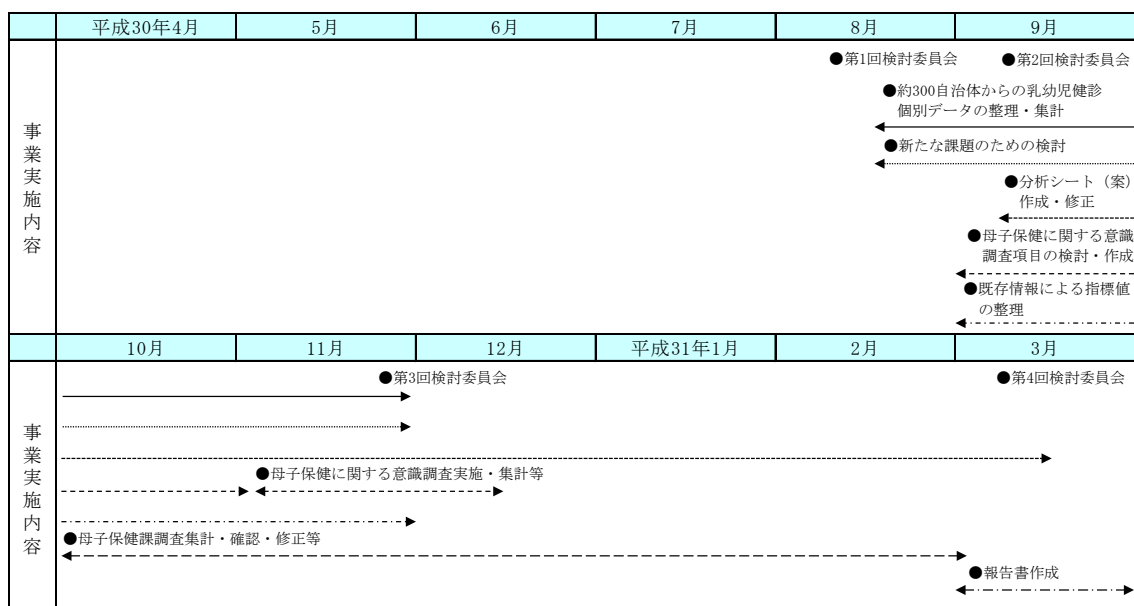 平成30年4月
5月
6月
7月
8月
9月
事業実施内容
●第1回検討委員会
●第2回検討委員会
●約300自治体からの乳幼児健診
個別データの整理・集計
●新たな課題のための検討
●分析シート（案）
作成・修正
●母子保健に関する意識
調査項目の検討・作成
●既存情報による指標値
の整理
10月
11月
12月
平成31年1月
2月
3月
事業実施内容
●第3回検討委員会
●第4回検討委員会
●母子保健に関する意識調査実施・集計等
●母子保健課調査集計・確認・修正等
●報告書作成